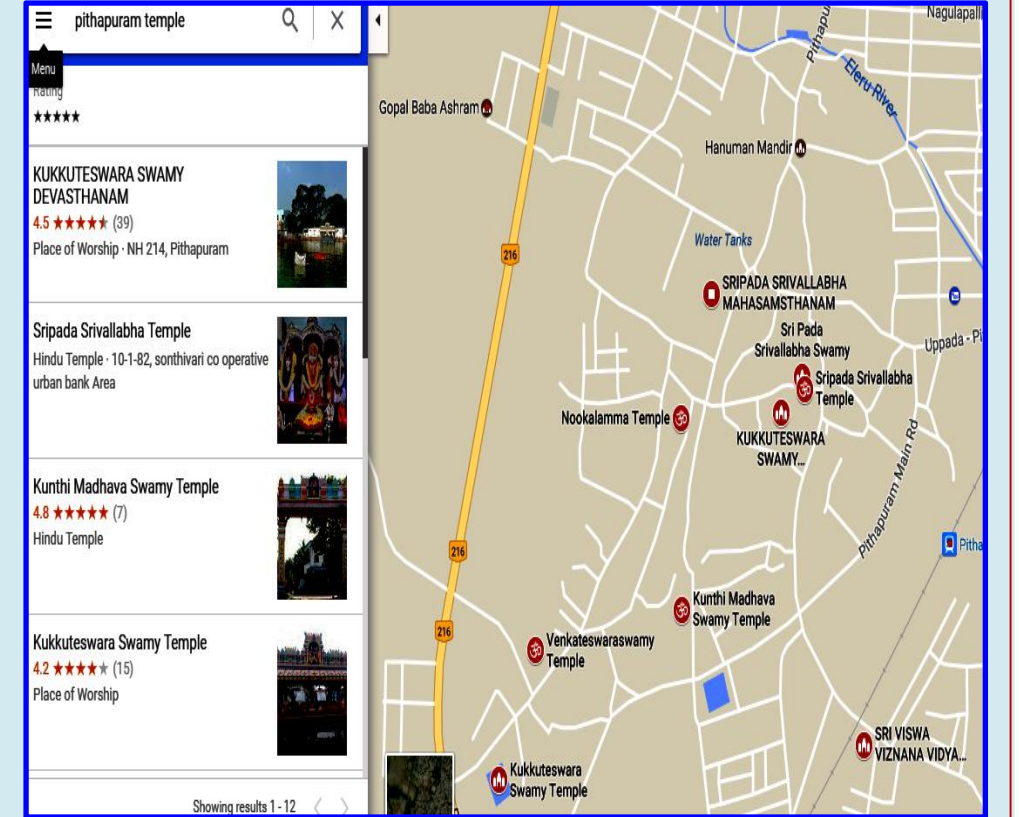 pithapuram temple
Menu
Rating
KUKKUTESWARA SWAMY
DEVASTHANAM
4.5 ★★★★★ (39)
Place of Worship · NH 214, Pithapuram
Sripada Srivallabha Temple
Hindu Temple · 10-1-82, sonthivari co operative
urban bank Area
Kunthi Madhava Swamy Temple
4.8 ★★★★★ (7)
Hindu Temple
Kukkuteswara Swamy Temple
4.2 ★★★★★ (15)
Place of Worship
Showing results 1 - 12
Nagulapall
Pithapu
Eleru River
Gopal Baba Ashram
Hanuman Mandir
Water Tanks
216
SRIPADA SRIVALLABHA
MAHASAMSTHANAM
Sri Pada
Srivallabha Swamy
Uppada - Pi
Sripada Srivallabha
Temple
Nookalamma Temple
KUKKUTESWARA
SWAMY...
Pithapuram Main Rd
216
Pitha
Kunthi Madhava
Swamy Temple
216
Venkateswaraswamy
Temple
SRI VISWA
VIZNANA VIDYA...
Kukkuteswara
Swamy Temple